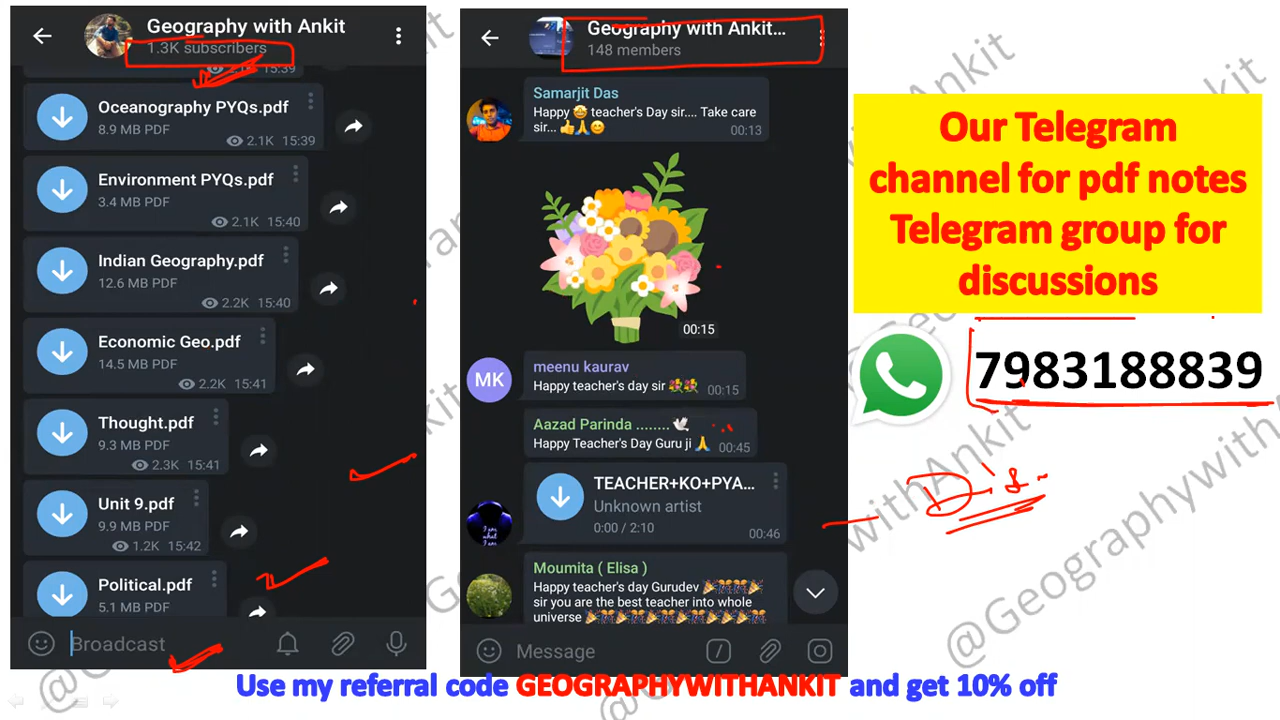 Geography with Ankit
1.3K subscribers
15:39
Oceanography PYQs.pdf
8.9 MB PDF
2.1K 15:39
Environment PYQs.pdf
3.4 MB PDF
2.1K 15:40
Indian Geography.pdf
12.6 MB PDF
2.2K 15:40
Economic Geo.pdf
14.5 MB PDF
2.2K 15:41
Thought.pdf
9.3 MB PDF
2.3K 15:41
Unit 9.pdf
9.9 MB PDF
1.2K 15:42
Political.pdf
5.1 MB PDF
Broadcast
Geography with Ankit...
148 members
Samarjit Das
Happy 🤩 teacher's Day sir.... Take care
sir... 👍🙏😊
00:13
00:15
MK
meenu kaurav
Happy teacher's day sir 💐💐 00:15
Aazad Parinda ........🕊
Happy Teacher's Day Guru ji 🙏 00:45
TEACHER+KO+PYA...
Unknown artist
0:00 / 2:10
00:46
Moumita ( Elisa )
Happy teacher's day Gurudev 🎉🎊🎊🎉
sir you are the best teacher into whole
universe 🎉🎊🎉🎊🎉🎊🎉🎉🎊🎊
Message
Our Telegram
channel for pdf notes
Telegram group for
discussions
7983188839
@GeographywithAnkit
Use my referral code GEOGRAPHYWITHANKIT and get 10% off